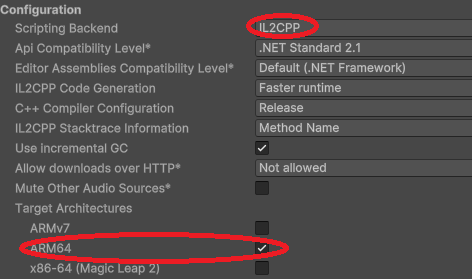 Configuration
Scripting Backend IL2CPP
Api Compatibility Level* .NET Standard 2.1
Editor Assemblies Compatibility Level* Default (.NET Framework)
IL2CPP Code Generation Faster runtime
C++ Compiler Configuration Release
IL2CPP Stacktrace Information Method Name
Use incremental GC
Allow downloads over HTTP* Not allowed
Mute Other Audio Sources*
Target Architectures
ARMv7
ARM64
x86-64 (Magic Leap 2)